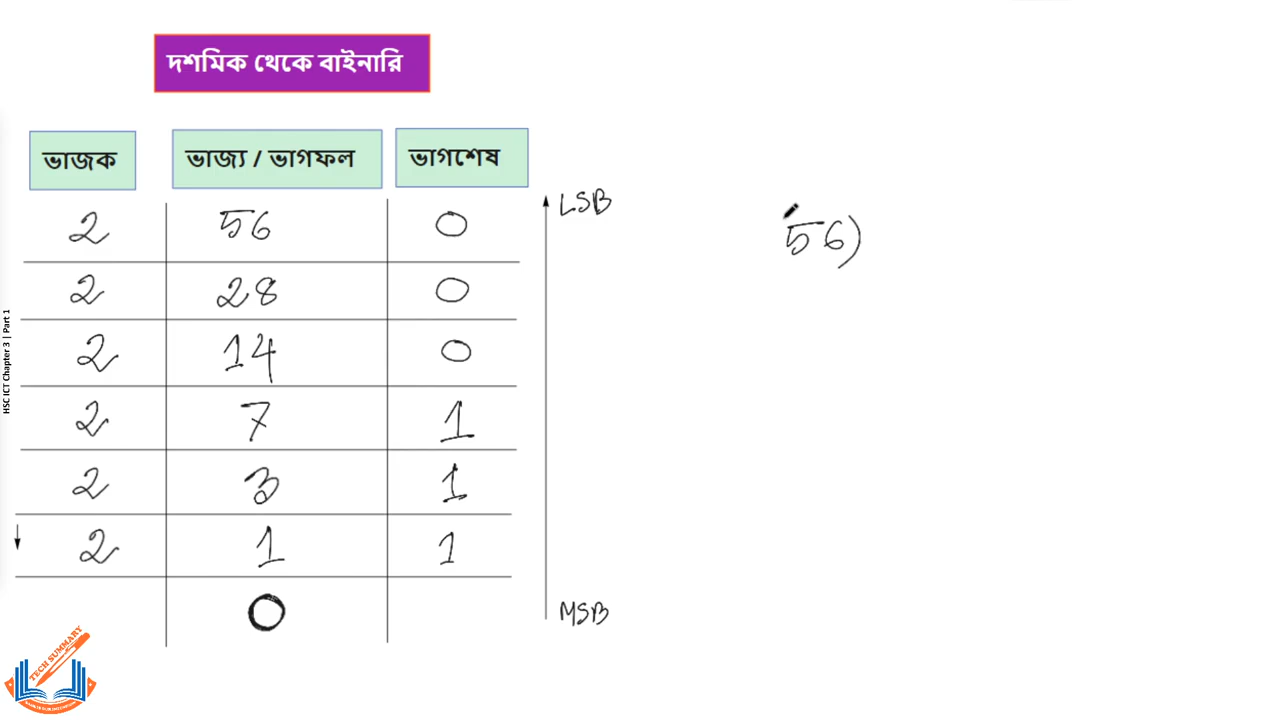 দশমিক থেকে বাইনারি
ভাজক ভাজ্য / ভাগফল ভাগশেষ
LSB
2 56 0
56)
2 28 0
2 14 0
2 7 1
2 3 1
2 1 1
0
MSB
HSC ICT Chapter 3 | Part 1
TECH SUMMARY